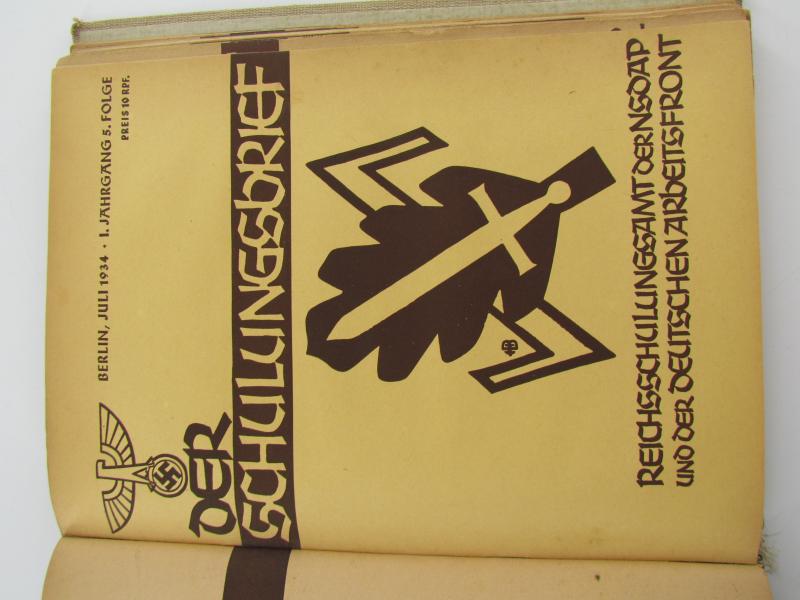 BERLIN, JULI 1934 · 1. JAHRGANG 5. FOLGE
PREIS 10 RPF.
DER
SCHULUNGSBRIEF
REICHSSCHULUNGSAMT DER NSDAP
UND DER DEUTSCHEN ARBEITSFRONT